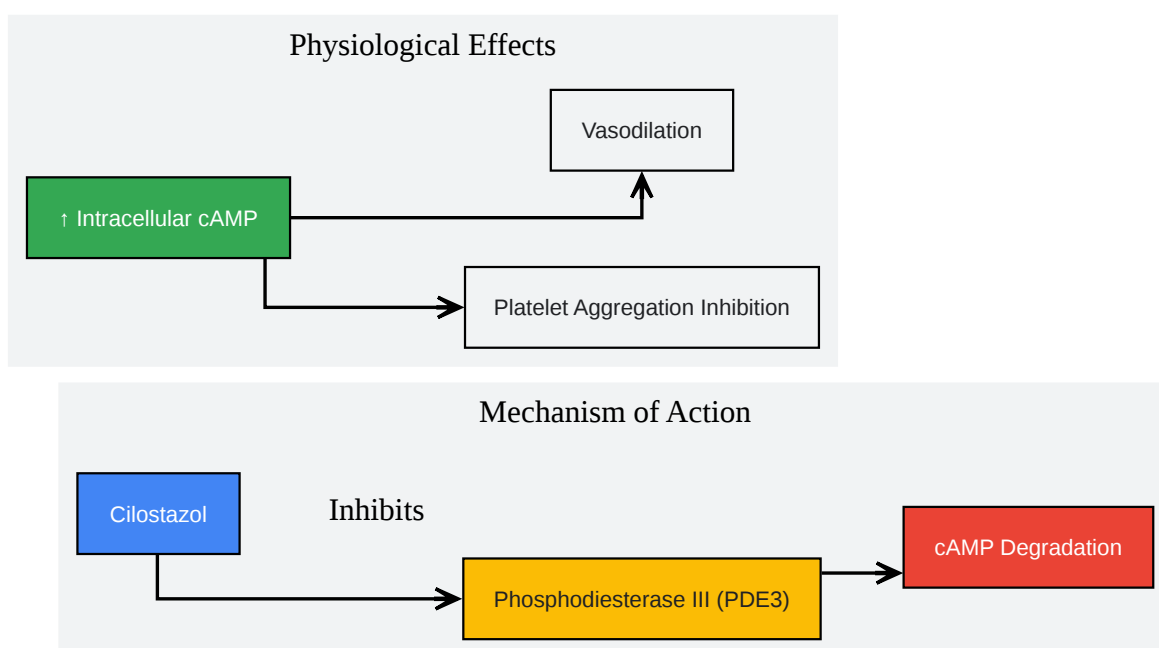 Physiological Effects
Vasodilation
↑ Intracellular cAMP
Platelet Aggregation Inhibition
Mechanism of Action
Cilostazol
Inhibits
cAMP Degradation
Phosphodiesterase III (PDE3)